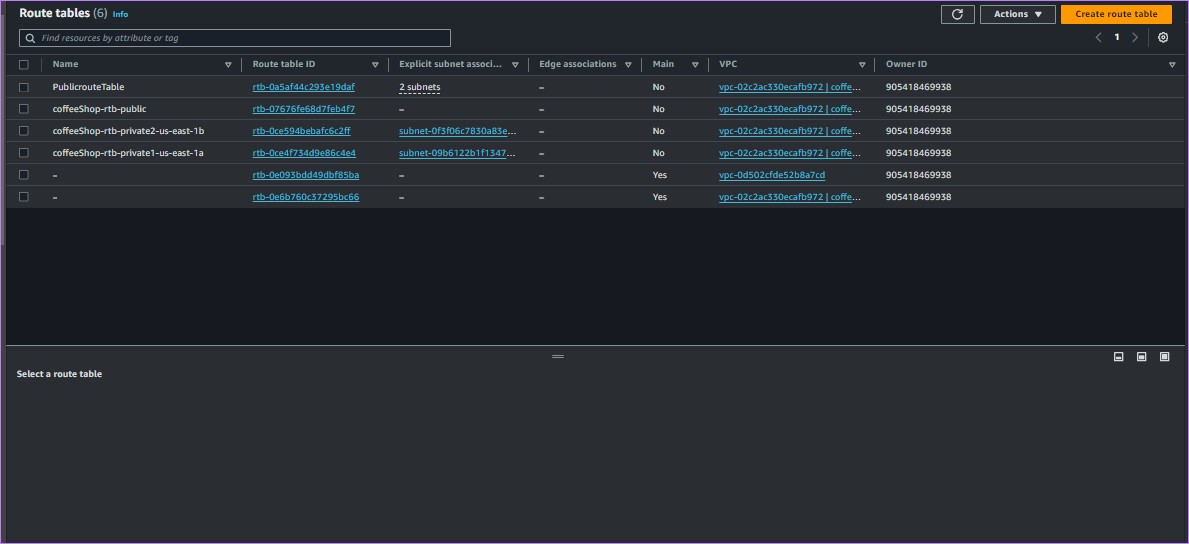 Route tables (6) Info
Actions ▼ Create route table
Find resources by attribute or tag
1
Name Route table ID Explicit subnet associ... Edge associations Main VPC Owner ID
PublicrouteTable rtb-0a5af44c293e19daf 2 subnets – No vpc-02c2ac330ecafb972 | coffe... 905418469938
coffeeShop-rtb-public rtb-07676fe68d7feb4f7 – – No vpc-02c2ac330ecafb972 | coffe... 905418469938
coffeeShop-rtb-private2-us-east-1b rtb-0ce594bebafc6c2ff subnet-0f3f06c7830a83e... – No vpc-02c2ac330ecafb972 | coffe... 905418469938
coffeeShop-rtb-private1-us-east-1a rtb-0ce4f734d9e86c4e4 subnet-09b6122b1f1347... – No vpc-02c2ac330ecafb972 | coffe... 905418469938
– rtb-0e093bdd49dbf85ba – – Yes vpc-0d502cfde52b8a7cd 905418469938
– rtb-0e6b760c37295bc66 – – Yes vpc-02c2ac330ecafb972 | coffe... 905418469938
Select a route table